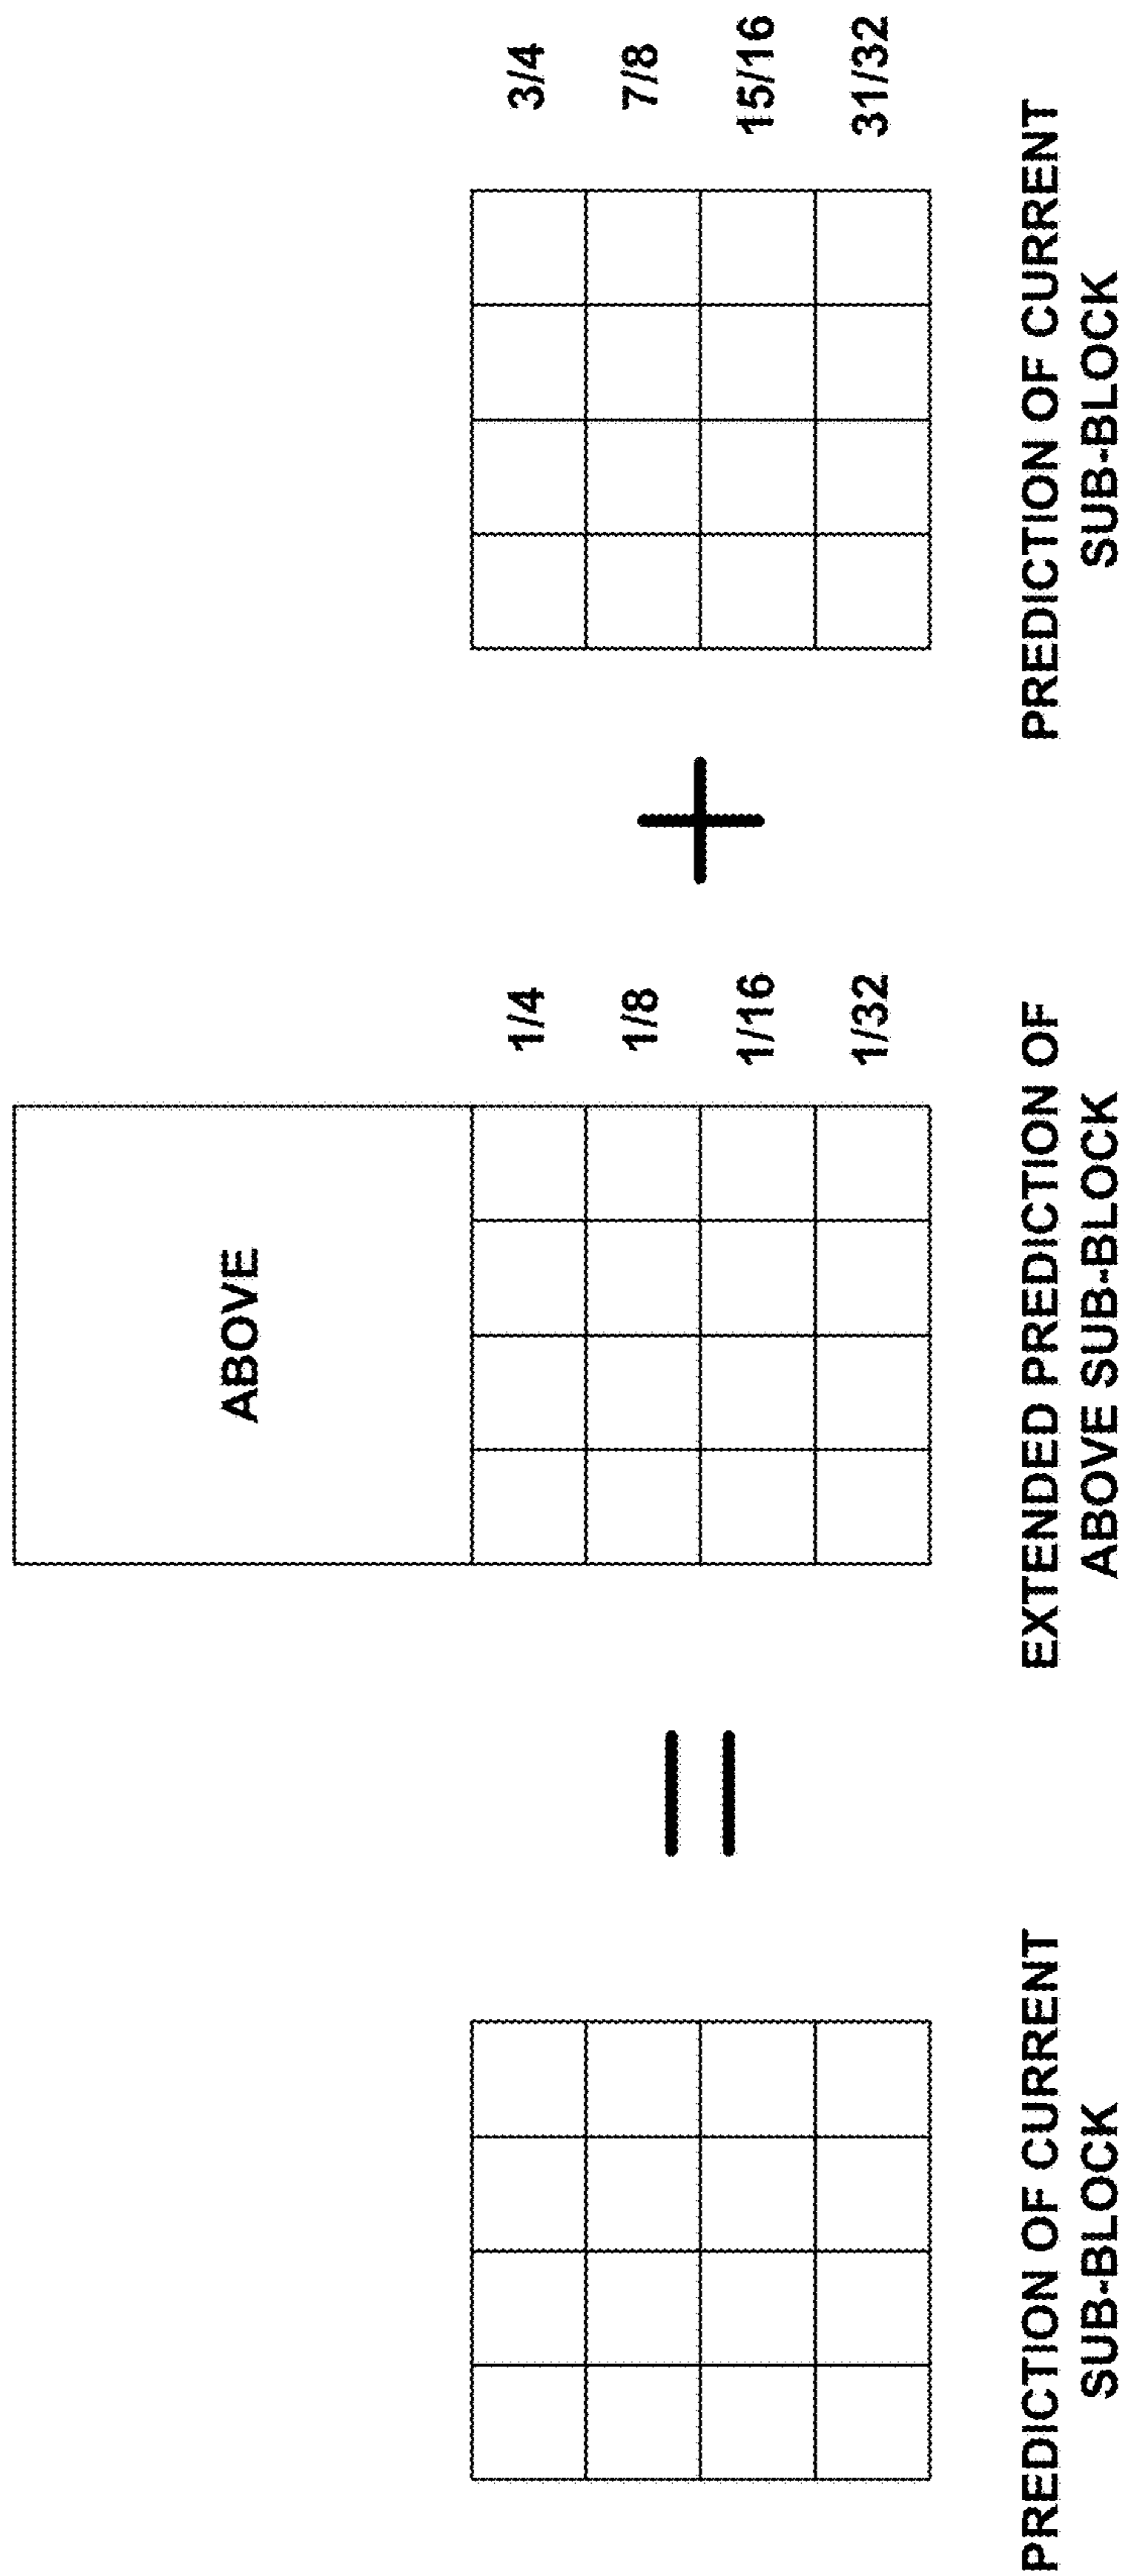 ABOVE
1/4
1/8
1/16
1/32
3/4
7/8
15/16
31/32
PREDICTION OF CURRENT
SUB-BLOCK
EXTENDED PREDICTION OF
ABOVE SUB-BLOCK
PREDICTION OF CURRENT
SUB-BLOCK